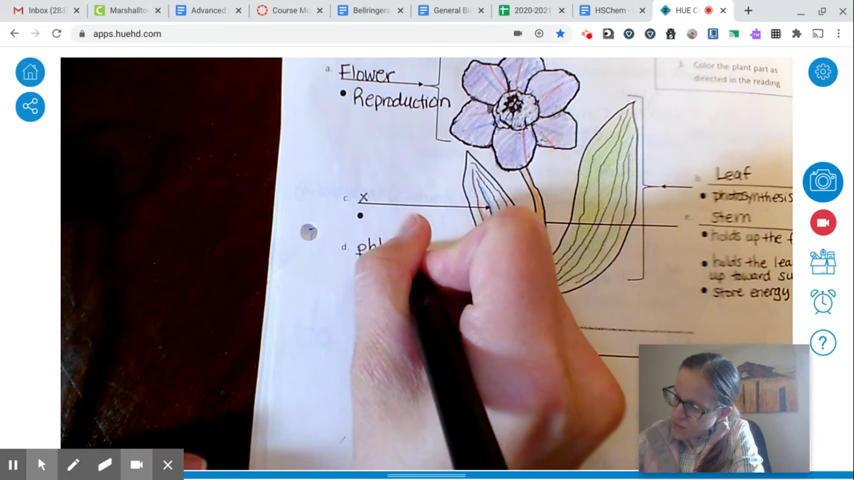 Inbox (283
Marshallto
Advanced
Course M
Bellringers
General Bi
2020-2021
HSChem -
HUE C
apps.huehd.com
a. Flower
• Reproduction
3. Color the plant part as
directed in the reading
b. Leaf
• photosynthesis
c. x
e. Stem
• holds up the f
d. phl
• holds the lea
up toward su
• store energy